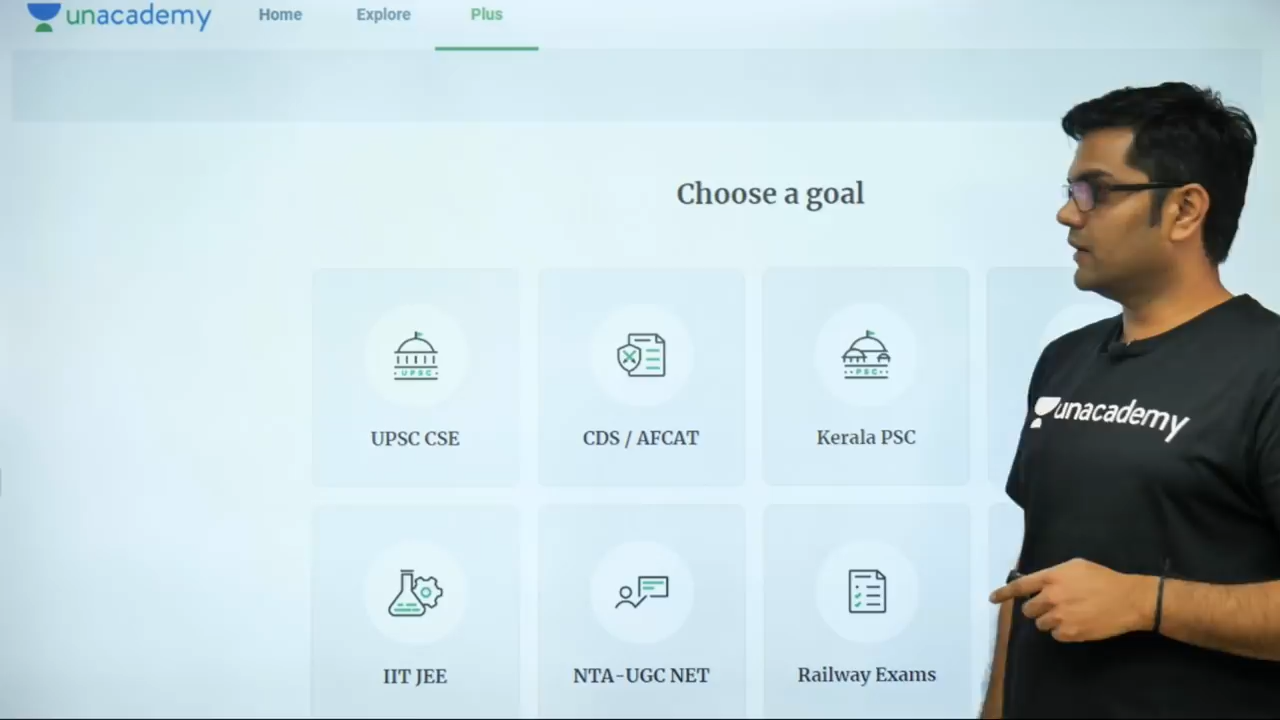 unacademy
Home
Explore
Plus
Choose a goal
UPSC
UPSC CSE
CDS / AFCAT
PSC
Kerala PSC
IIT JEE
NTA-UGC NET
Railway Exams
unacademy